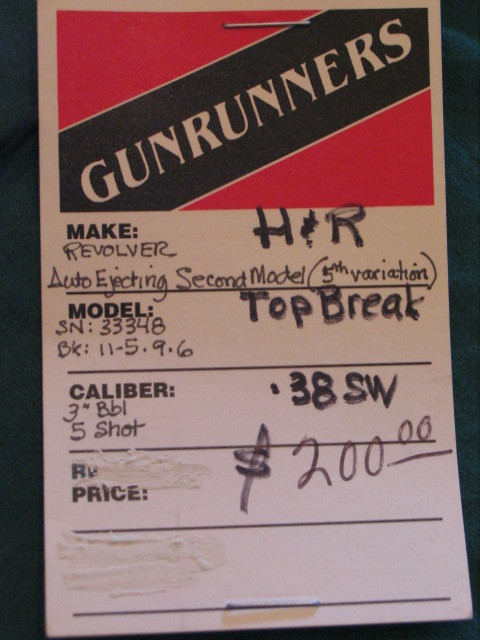 GUNRUNNERS
MAKE: H & R
REVOLVER
Auto Ejecting Second Model (5th variation)
MODEL: Top Break
SN: 33348
Bk: 11-5.9.6
CALIBER: .38 SW
3" Bbl
5 Shot
$200.00
PRICE: